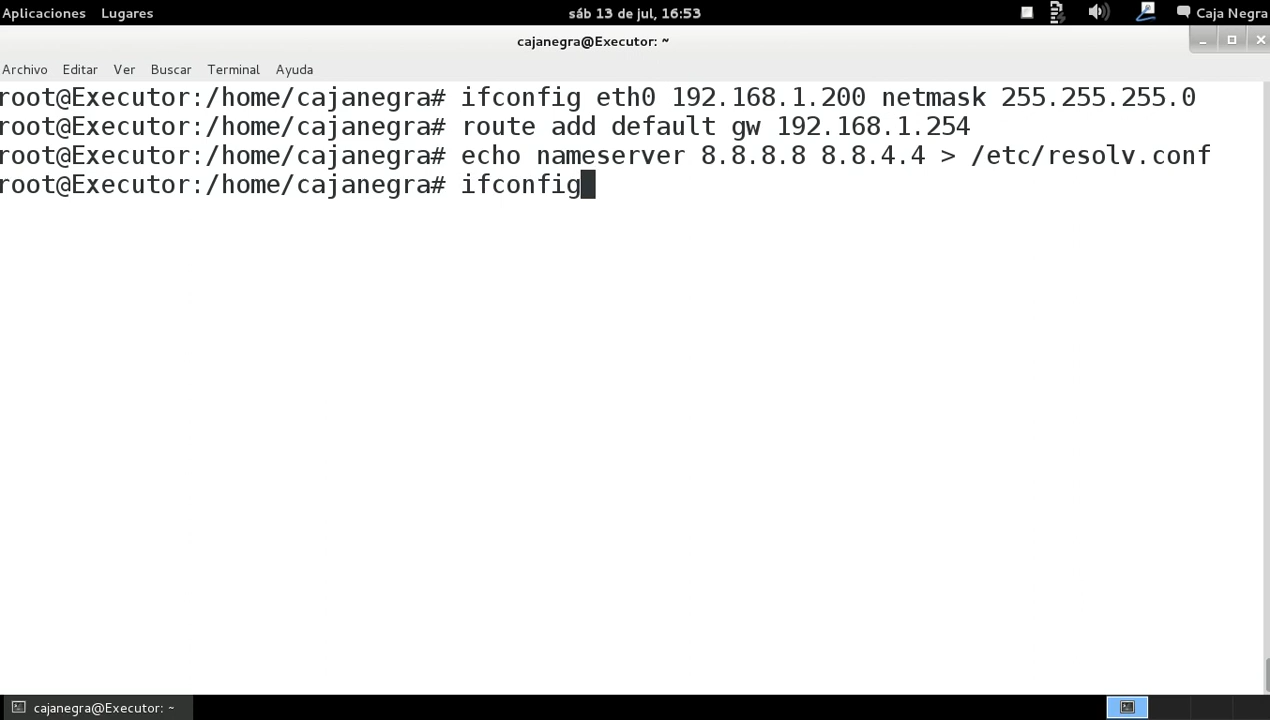 Aplicaciones Lugares sáb 13 de jul, 16:53 Caja Negra
cajanegra@Executor: ~
Archivo Editar Ver Buscar Terminal Ayuda
root@Executor:/home/cajanegra# ifconfig eth0 192.168.1.200 netmask 255.255.255.0
root@Executor:/home/cajanegra# route add default gw 192.168.1.254
root@Executor:/home/cajanegra# echo nameserver 8.8.8.8 8.8.4.4 > /etc/resolv.conf
root@Executor:/home/cajanegra# ifconfig
cajanegra@Executor: ~